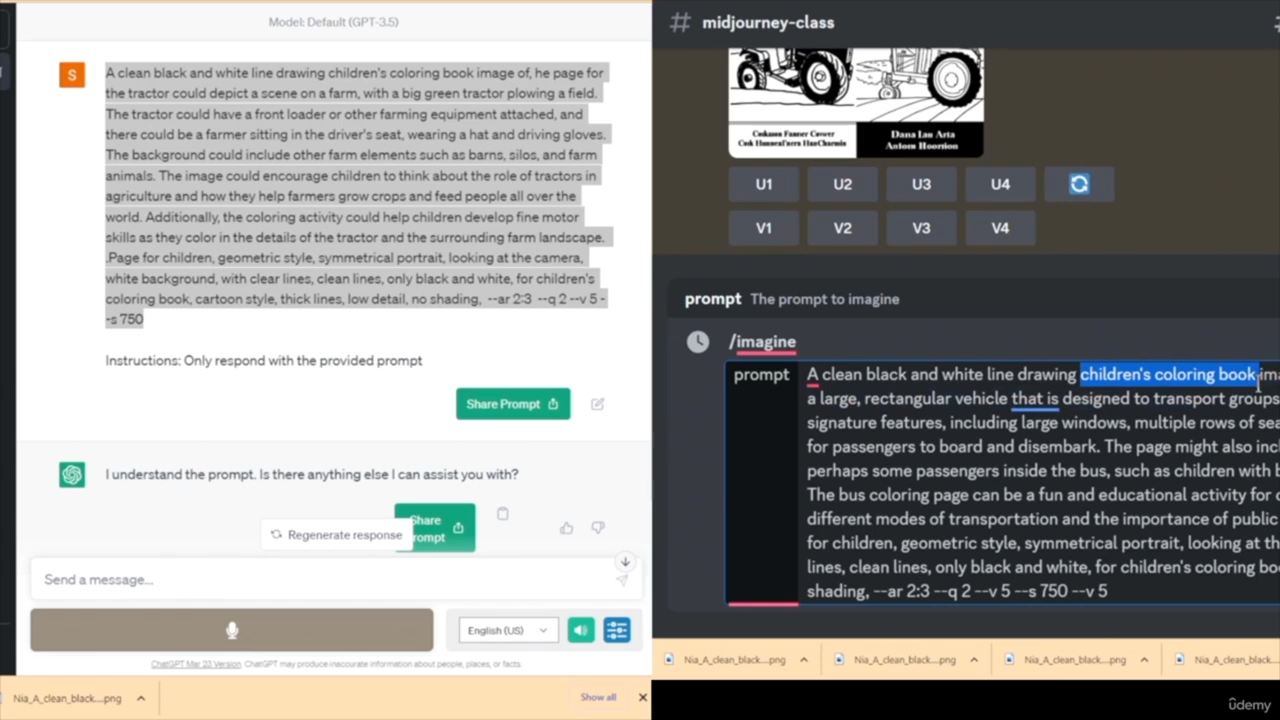 Model: Default (GPT-3.5)
S
A clean black and white line drawing children's coloring book image of, he page for
the tractor could depict a scene on a farm, with a big green tractor plowing a field.
The tractor could have a front loader or other farming equipment attached, and
there could be a farmer sitting in the driver's seat, wearing a hat and driving gloves.
The background could include other farm elements such as barns, silos, and farm
animals. The image could encourage children to think about the role of tractors in
agriculture and how they help farmers grow crops and feed people all over the
world. Additionally, the coloring activity could help children develop fine motor
skills as they color in the details of the tractor and the surrounding farm landscape.
.Page for children, geometric style, symmetrical portrait, looking at the camera,
white background, with clear lines, clean lines, only black and white, for children's
coloring book, cartoon style, thick lines, low detail, no shading, --ar 2:3 --q 2 --v 5 -
-s 750
Instructions: Only respond with the provided prompt
Share Prompt
I understand the prompt. Is there anything else I can assist you with?
Share
Regenerate response
Send a message...
English (US)
ChatGPT Mar 23 Version. ChatGPT may produce inaccurate information about people, places, or facts.
Nia_A_clean_black....png
Show all
# midjourney-class
U1 U2 U3 U4
V1 V2 V3 V4
prompt The prompt to imagine
/imagine
prompt A clean black and white line drawing children's coloring book
a large, rectangular vehicle that is designed to transport groups
signature features, including large windows, multiple rows of
for passengers to board and disembark. The page might also
perhaps some passengers inside the bus, such as children with
The bus coloring page can be a fun and educational activity for
different modes of transportation and the importance of public
for children, geometric style, symmetrical portrait, looking at
lines, clean lines, only black and white, for children's coloring
shading, --ar 2:3 --q 2 --v 5 --s 750 --v 5
Nia_A_clean_black....png Nia_A_clean_black....png Nia_A_clean_black....png Nia_A_clean_black
udemy